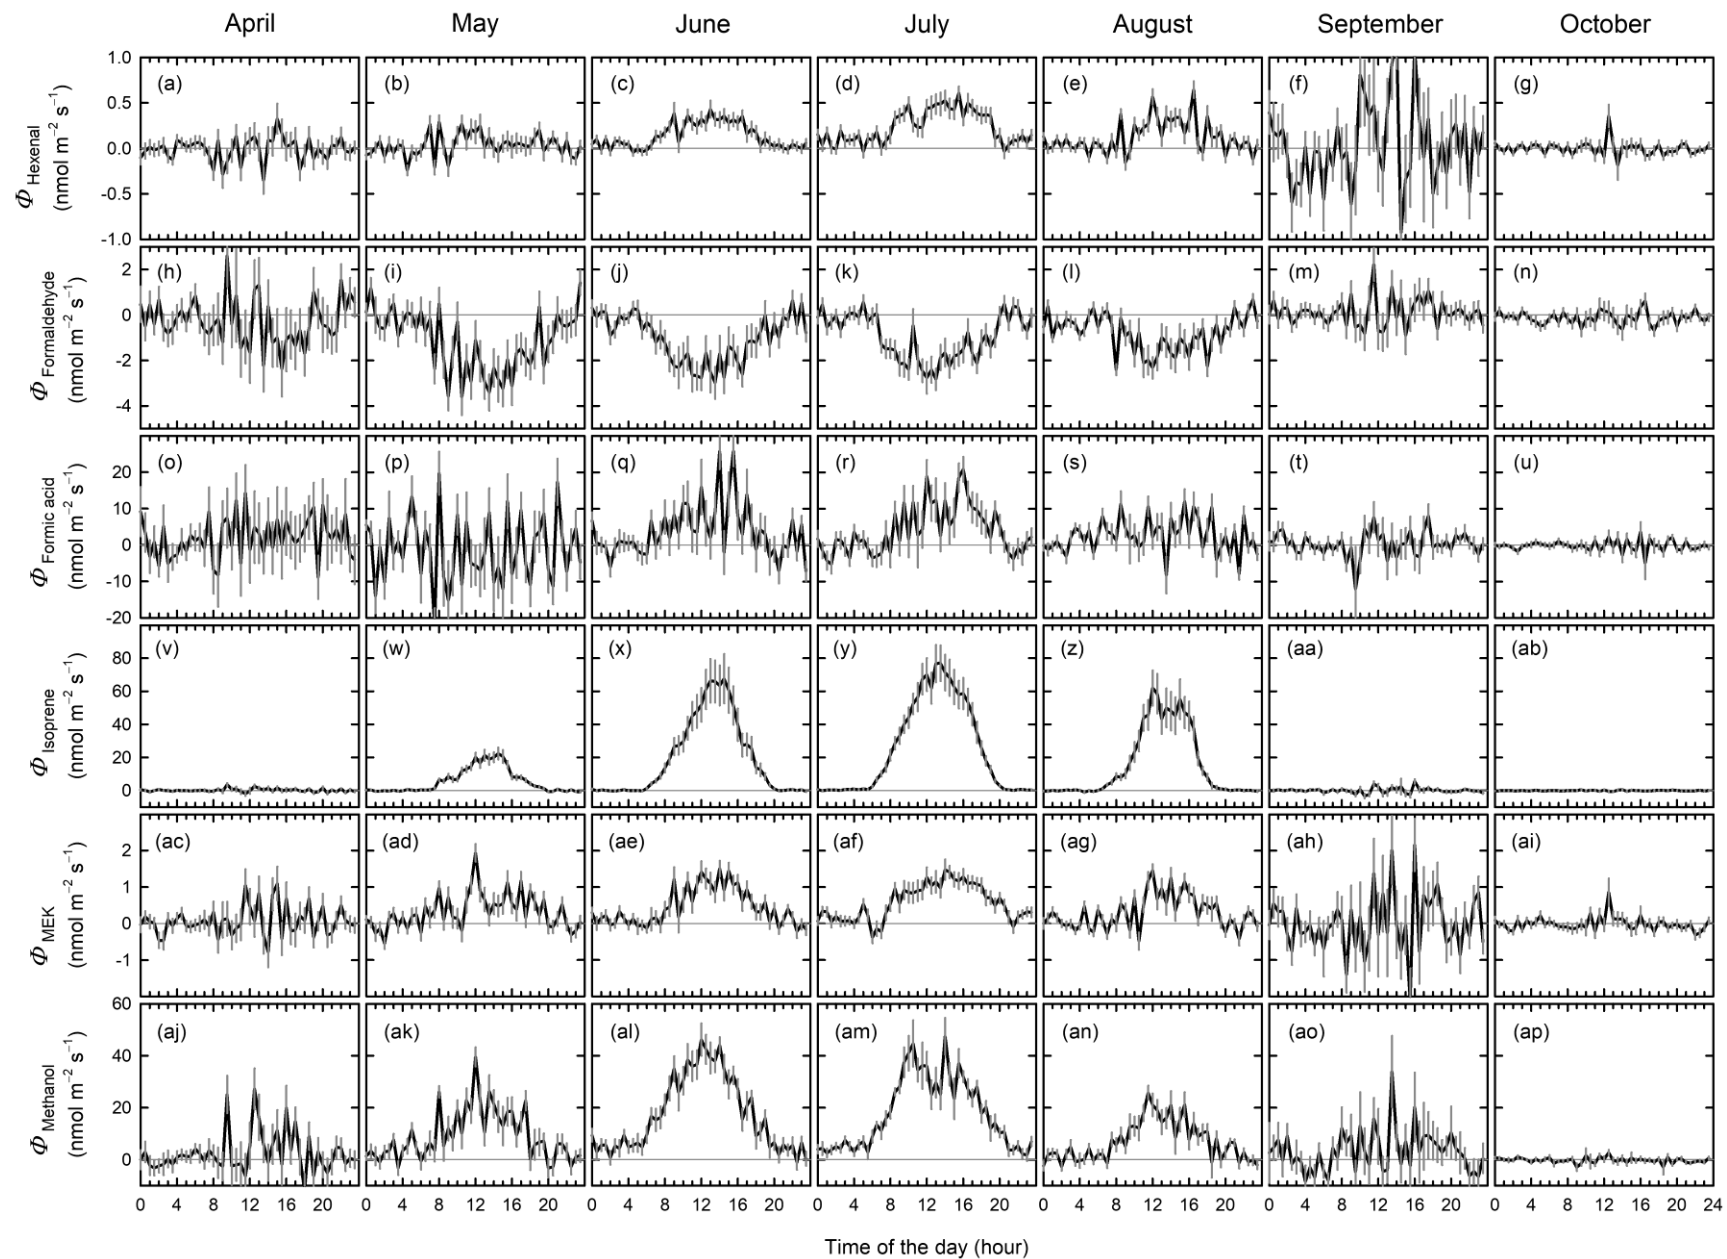 April May June July August September October
Φ Hexenal
(nmol m⁻² s⁻¹)
1.0
0.5
0.0
-0.5
-1.0
(a) (b) (c) (d) (e) (f) (g)
Φ Formaldehyde
(nmol m⁻² s⁻¹)
2
0
-2
-4
(h) (i) (j) (k) (l) (m) (n)
Φ Formic acid
(nmol m⁻² s⁻¹)
20
10
0
-10
-20
(o) (p) (q) (r) (s) (t) (u)
Φ Isoprene
(nmol m⁻² s⁻¹)
80
60
40
20
0
(v) (w) (x) (y) (z) (aa) (ab)
Φ MEK
(nmol m⁻² s⁻¹)
2
1
0
-1
(ac) (ad) (ae) (af) (ag) (ah) (ai)
Φ Methanol
(nmol m⁻² s⁻¹)
60
40
20
0
(aj) (ak) (al) (am) (an) (ao) (ap)
0 4 8 12 16 20 0 4 8 12 16 20 0 4 8 12 16 20 0 4 8 12 16 20 0 4 8 12 16 20 0 4 8 12 16 20 0 4 8 12 16 20 24
Time of the day (hour)